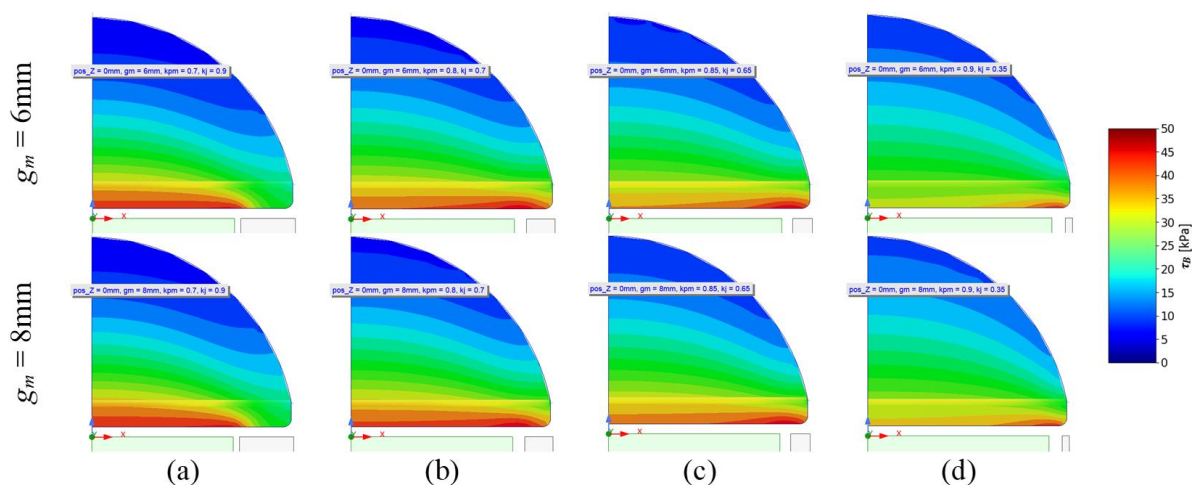 g_m = 6mm
pos_Z = 0mm, gm = 6mm, kpm = 0.7, kj = 0.9
pos_Z = 0mm, gm = 6mm, kpm = 0.8, kj = 0.7
pos_Z = 0mm, gm = 6mm, kpm = 0.85, kj = 0.65
pos_Z = 0mm, gm = 6mm, kpm = 0.9, kj = 0.35
X
X
X
X
g_m = 8mm
pos_Z = 0mm, gm = 8mm, kpm = 0.7, kj = 0.9
pos_Z = 0mm, gm = 8mm, kpm = 0.8, kj = 0.7
pos_Z = 0mm, gm = 8mm, kpm = 0.85, kj = 0.65
pos_Z = 0mm, gm = 8mm, kpm = 0.9, kj = 0.35
X
X
X
X
(a)
(b)
(c)
(d)
50
45
40
35
30
25
20
15
10
5
0
τ_B [kPa]